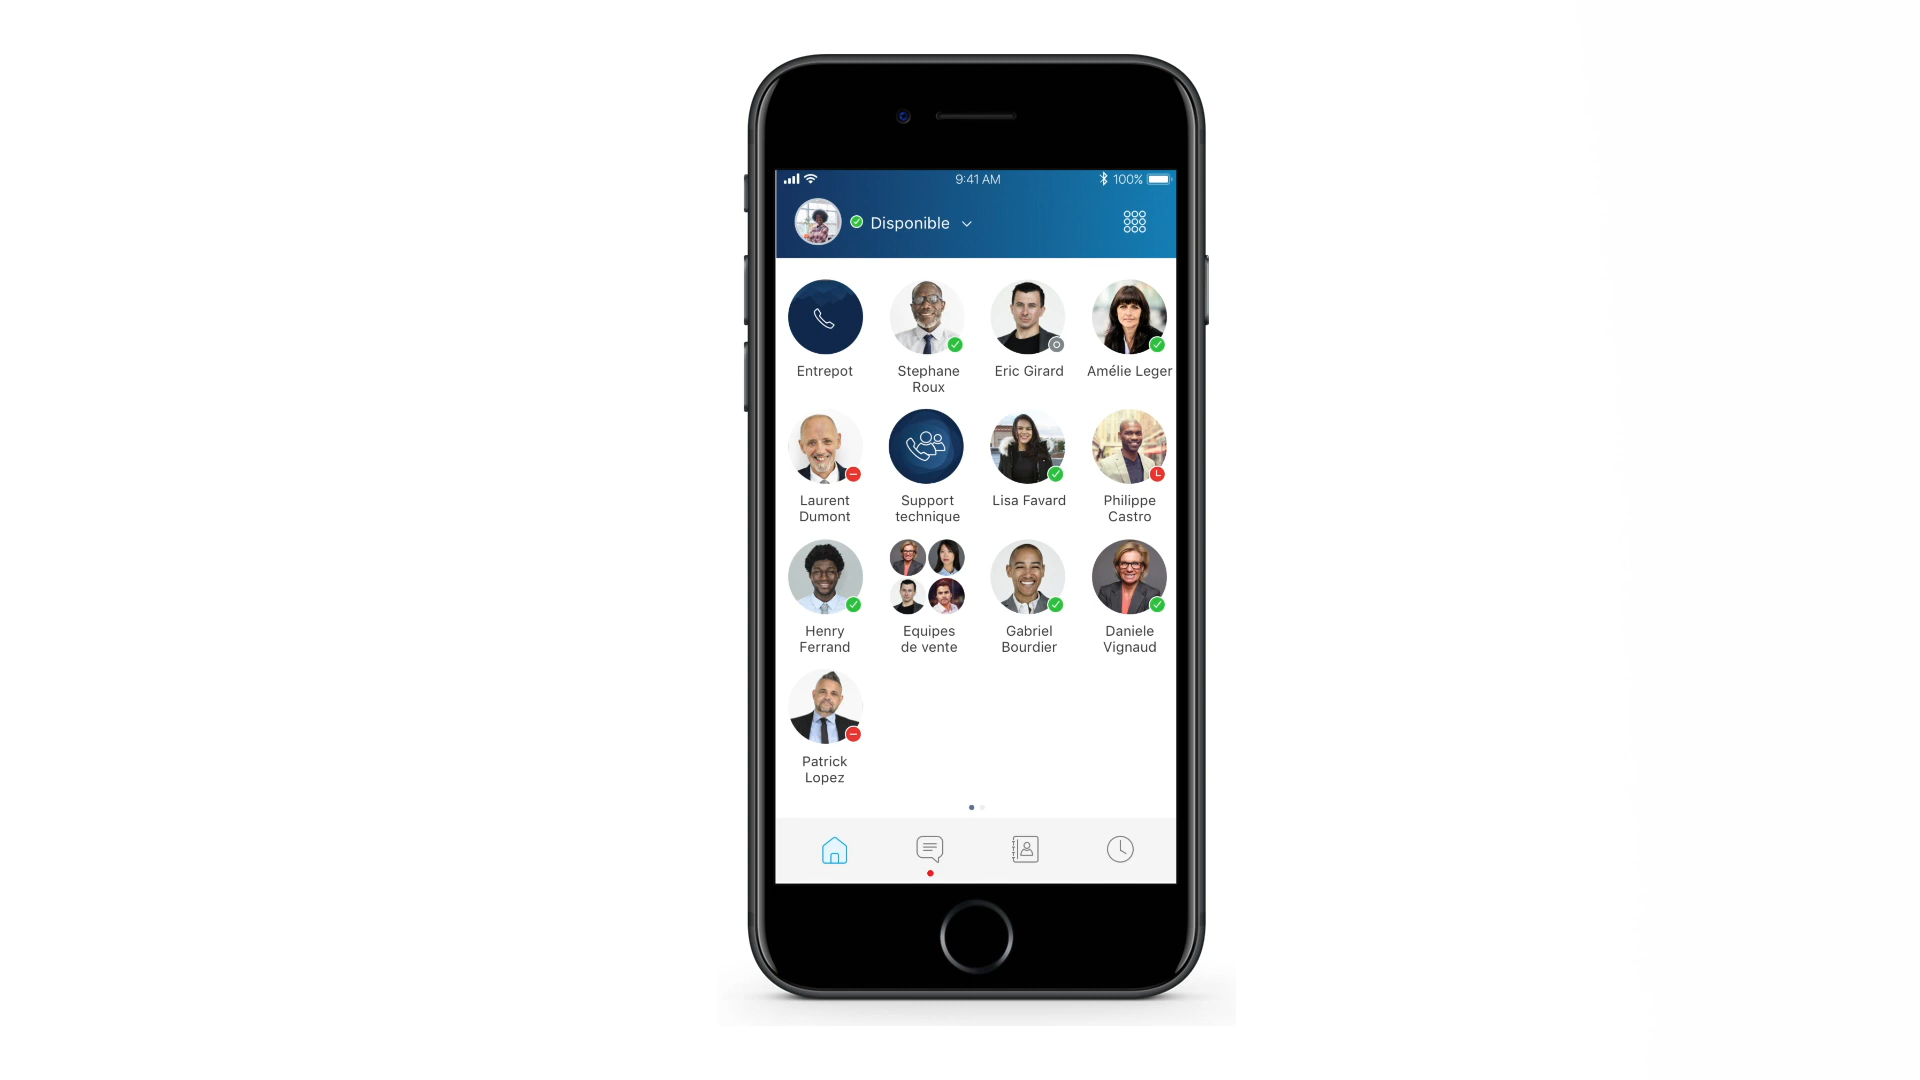 9:41 AM
100%
Disponible
Entrepot
Stephane
Roux
Eric Girard
Amélie Leger
Laurent
Dumont
Support
technique
Lisa Favard
Philippe
Castro
Henry
Ferrand
Equipes
de vente
Gabriel
Bourdier
Daniele
Vignaud
Patrick
Lopez